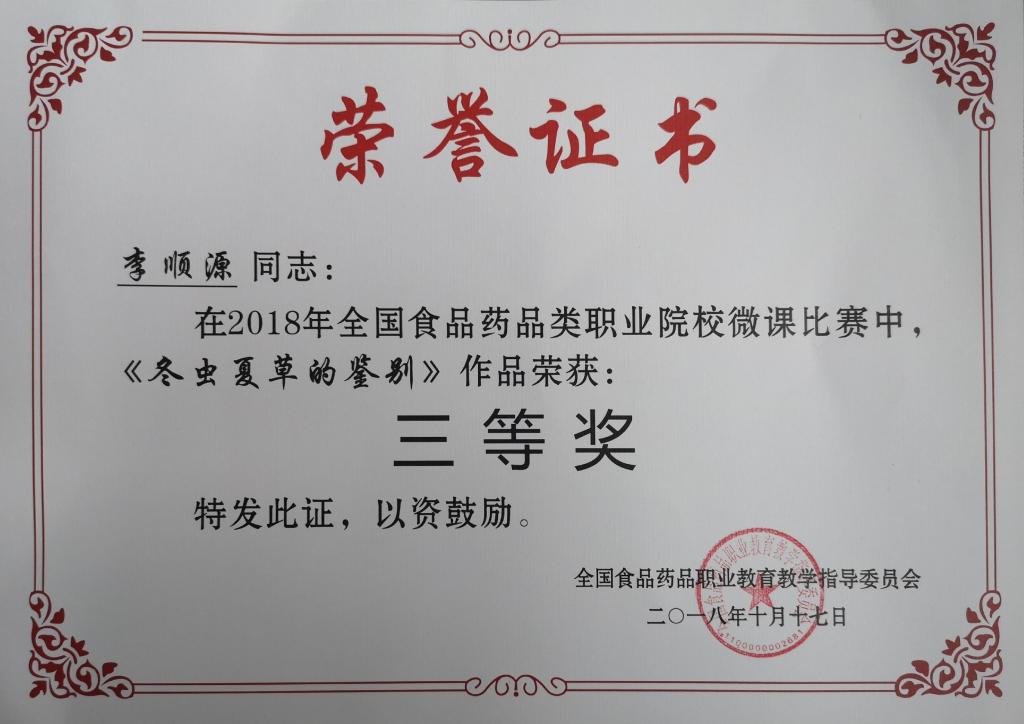 荣誉证书
李顺源 同志：
在2018年全国食品药品类职业院校微课比赛中，
《冬虫夏草的鉴别》作品荣获：
三等奖
特发此证，以资鼓励。
全国食品药品职业教育教学指导委员会
二〇一八年十月十七日
1100000002681